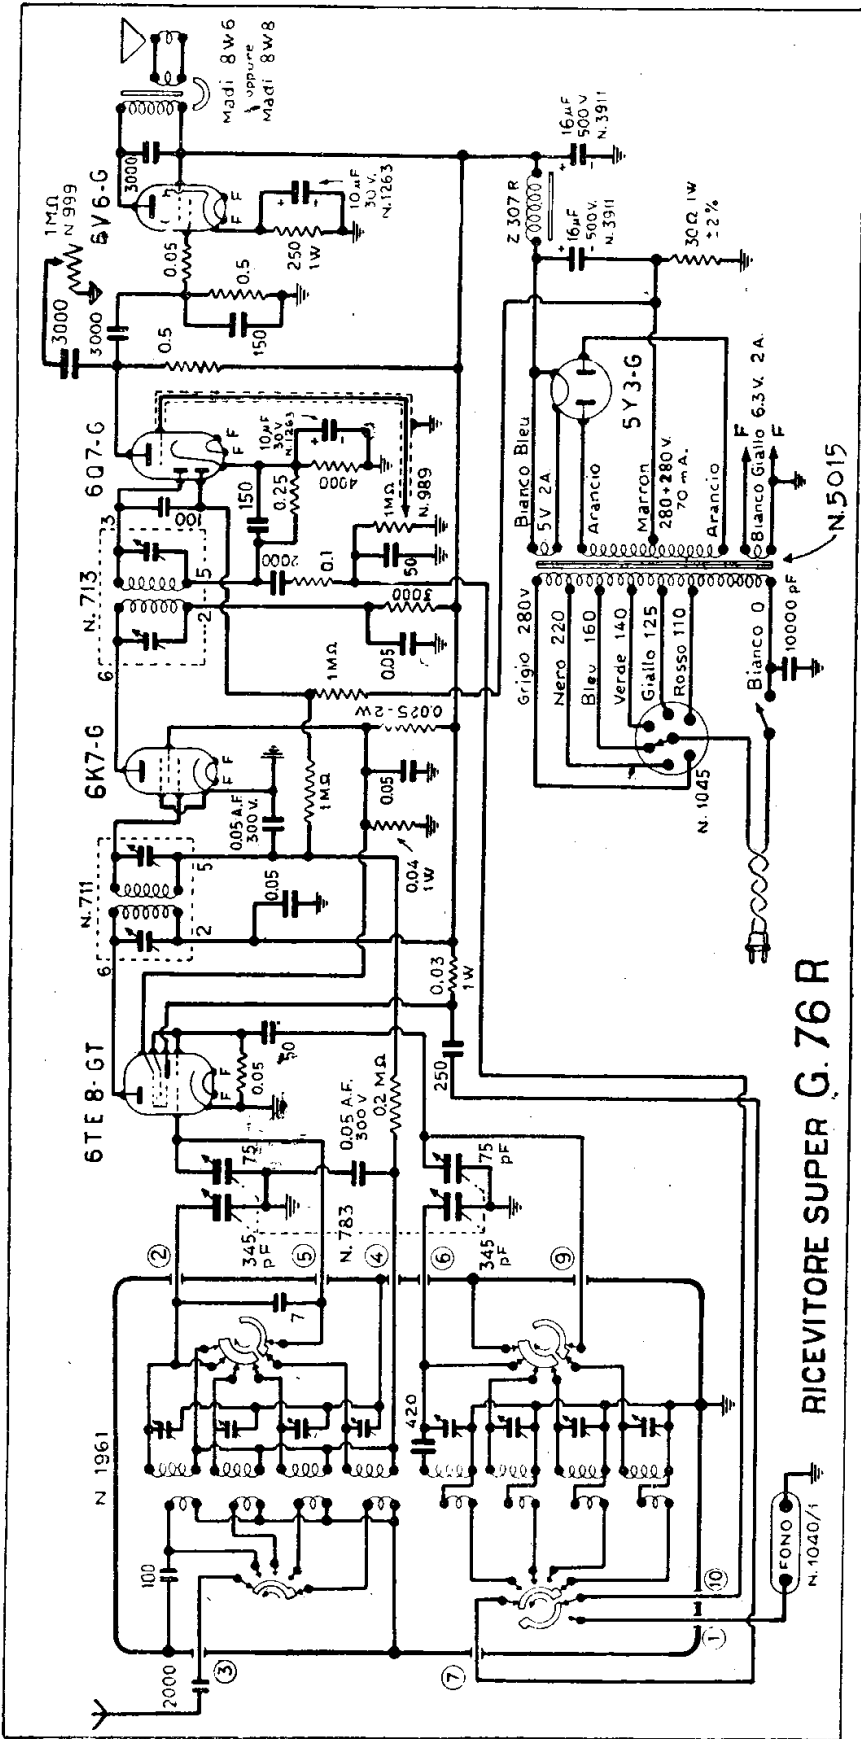 RICEVITORE SUPER G. 76 R
N 1961
2000
3
100
7
2
5
4
6
9
7
1
10
420
FONO
N. 1040/1
345
pF
75
N. 783
345
pF
75
pF
6TE8-GT
F
F
0.05
50
0.05 A.F.
300 V
0.2 MΩ
250
0.03
1W
N. 711
6
2
5
0.05
0.05 A.F.
300 V.
6K7-G
F
F
1MΩ
1MΩ
0.04
1W
0.05
0.025-2W
N. 713
6
2
3
5
100
0.05
3000
6Q7-G
F
F
150
0.25
2000
0.1
50
1MΩ
N. 989
4000
10µF
30V
N.1263
0.5
3000
3000
1MΩ
N 999
6V6-G
F
F
0.05
0.5
150
250
1W
10µF
30V.
N.1263
3000
Madi 8W6
oppure
Madi 8W8
Z 307 R
16µF
500V
N.3911
16µF
500V.
N.3911
30Ω 1W
±2%
5Y3-G
Bianco Bleu
5V 2A.
Arancio
Marron
280+280V.
70 mA.
Arancio
Bianco Giallo 6.3V. 2A.
F
F
N.5015
Grigio 280v
Nero 220
Bleu 160
Verde 140
Giallo 125
Rosso 110
Bianco 0
10000 pF
N. 1045